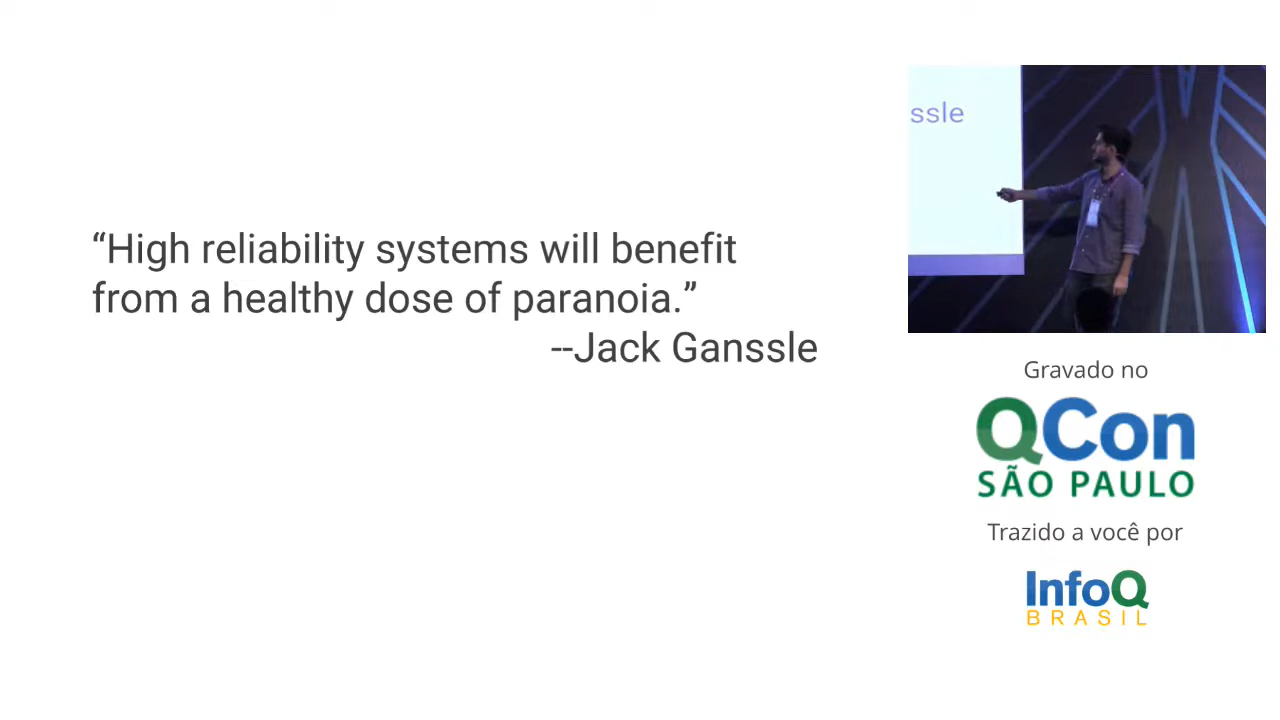 “High reliability systems will benefit
from a healthy dose of paranoia.”
--Jack Ganssle
ssle
Gravado no
QCon
SÃO PAULO
Trazido a você por
InfoQ
BRASIL